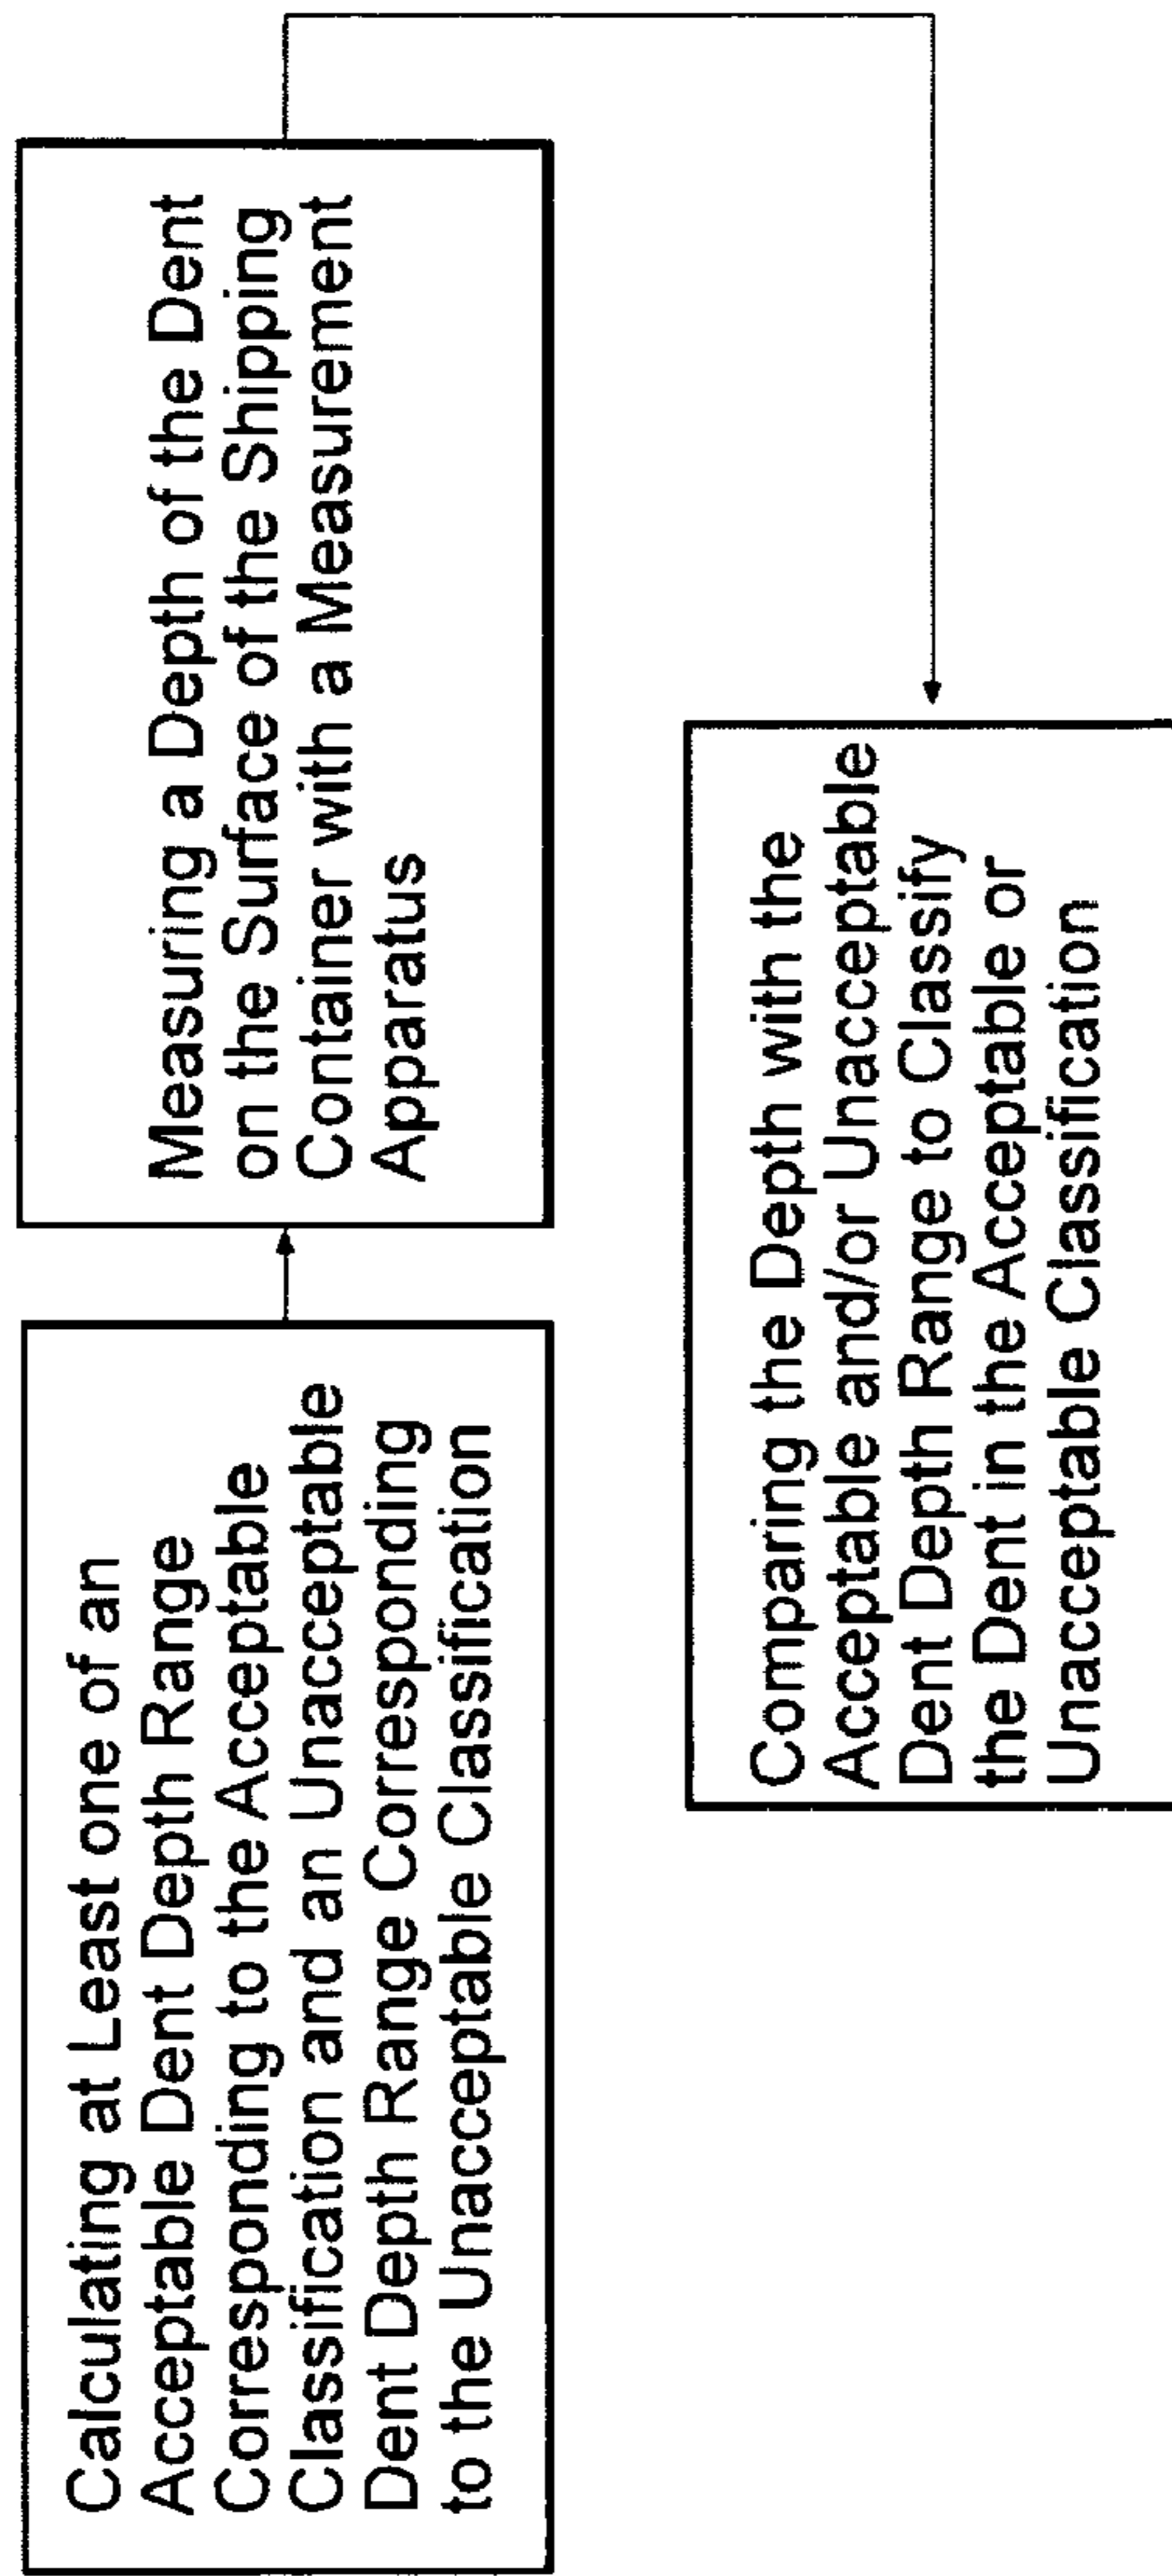 Calculating at Least one of an
Acceptable Dent Depth Range
Corresponding to the Acceptable
Classification and an Unacceptable
Dent Depth Range Corresponding
to the Unacceptable Classification
Measuring a Depth of the Dent
on the Surface of the Shipping
Container with a Measurement
Apparatus
Comparing the Depth with the
Acceptable and/or Unacceptable
Dent Depth Range to Classify
the Dent in the Acceptable or
Unacceptable Classification